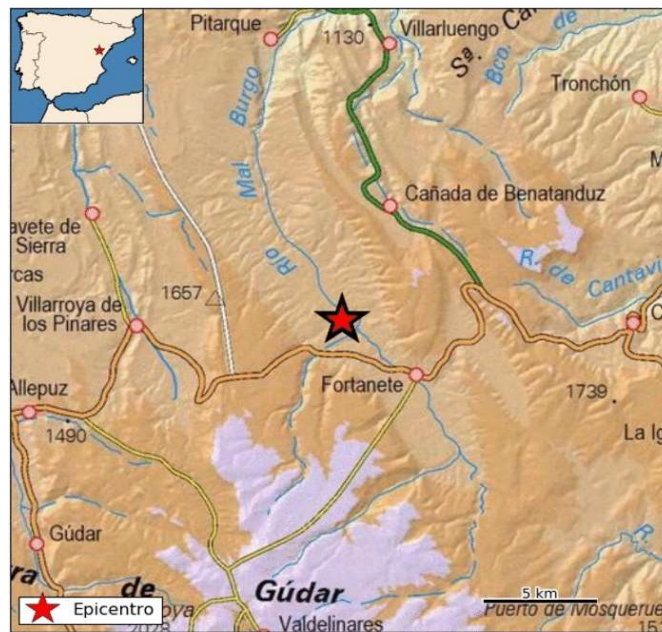 Pitarque
1130
Villarluengo
Sª.
Bco. de
Tronchón
Burgo
Mal
Río
Cañada de Benatanduz
avete de
Sierra
arcas
R. de Cantavi
1657
Villarroya de
los Pinares
Fortanete
Allepuz
1739
1490
La Ig
Gúdar
R.
de
Gúdar
5 km
Epicentro
Valdelinares
Puerto de Mosquerue
15